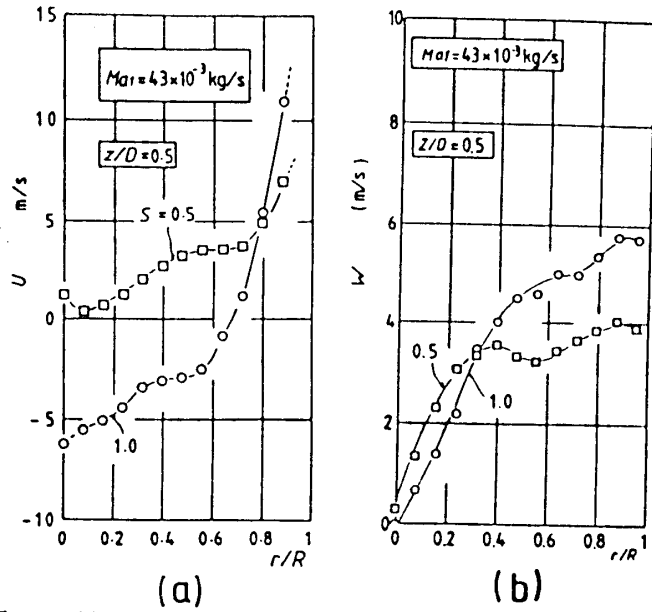 15
10
5
0
-5
-10
U m/s
Ma1 = 43×10⁻³ kg/s
z/D = 0.5
S = 0.5
1.0
0 0.2 0.4 0.6 0.8 1
r/R
(a)
10
8
6
4
2
0
W (m/s)
Ma1 = 43×10⁻³ kg/s
Z/D = 0.5
0.5
1.0
0 0.2 0.4 0.6 0.8 1
r/R
(b)